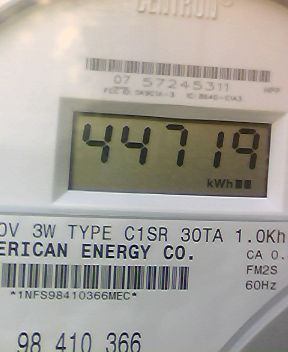 CENTRON
07 57245311
44719
kWh
0V 3W TYPE C1SR 30TA 1.0Kh
ERICAN ENERGY CO.
CA 0.
FM2S
60Hz
*1NFS98410366MEC*
98 410 366